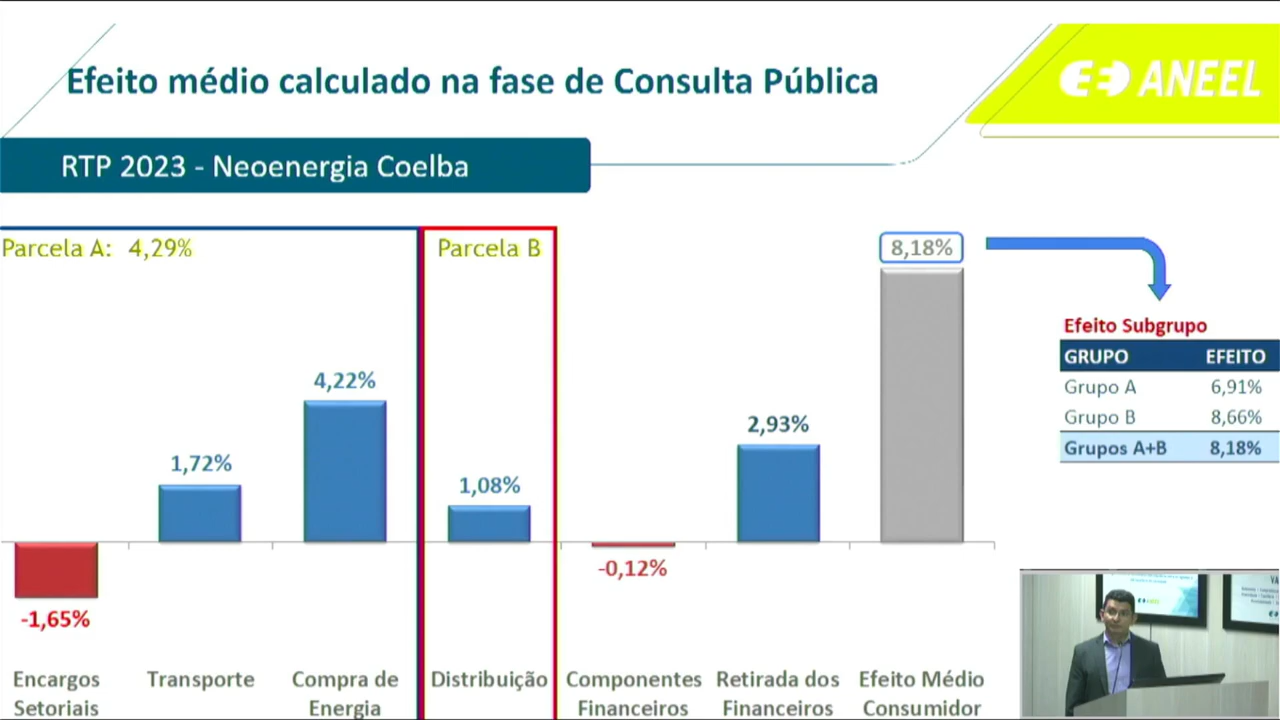 Efeito médio calculado na fase de Consulta Pública
ANEEL
RTP 2023 - Neoenergia Coelba
Parcela A: 4,29%
Parcela B
8,18%
4,22%
1,72%
1,08%
2,93%
-0,12%
-1,65%
Encargos
Setoriais
Transporte
Compra de
Energia
Distribuição
Componentes
Financeiros
Retirada dos
Financeiros
Efeito Médio
Consumidor
Efeito Subgrupo
GRUPO EFEITO
Grupo A 6,91%
Grupo B 8,66%
Grupos A+B 8,18%
ANEEL